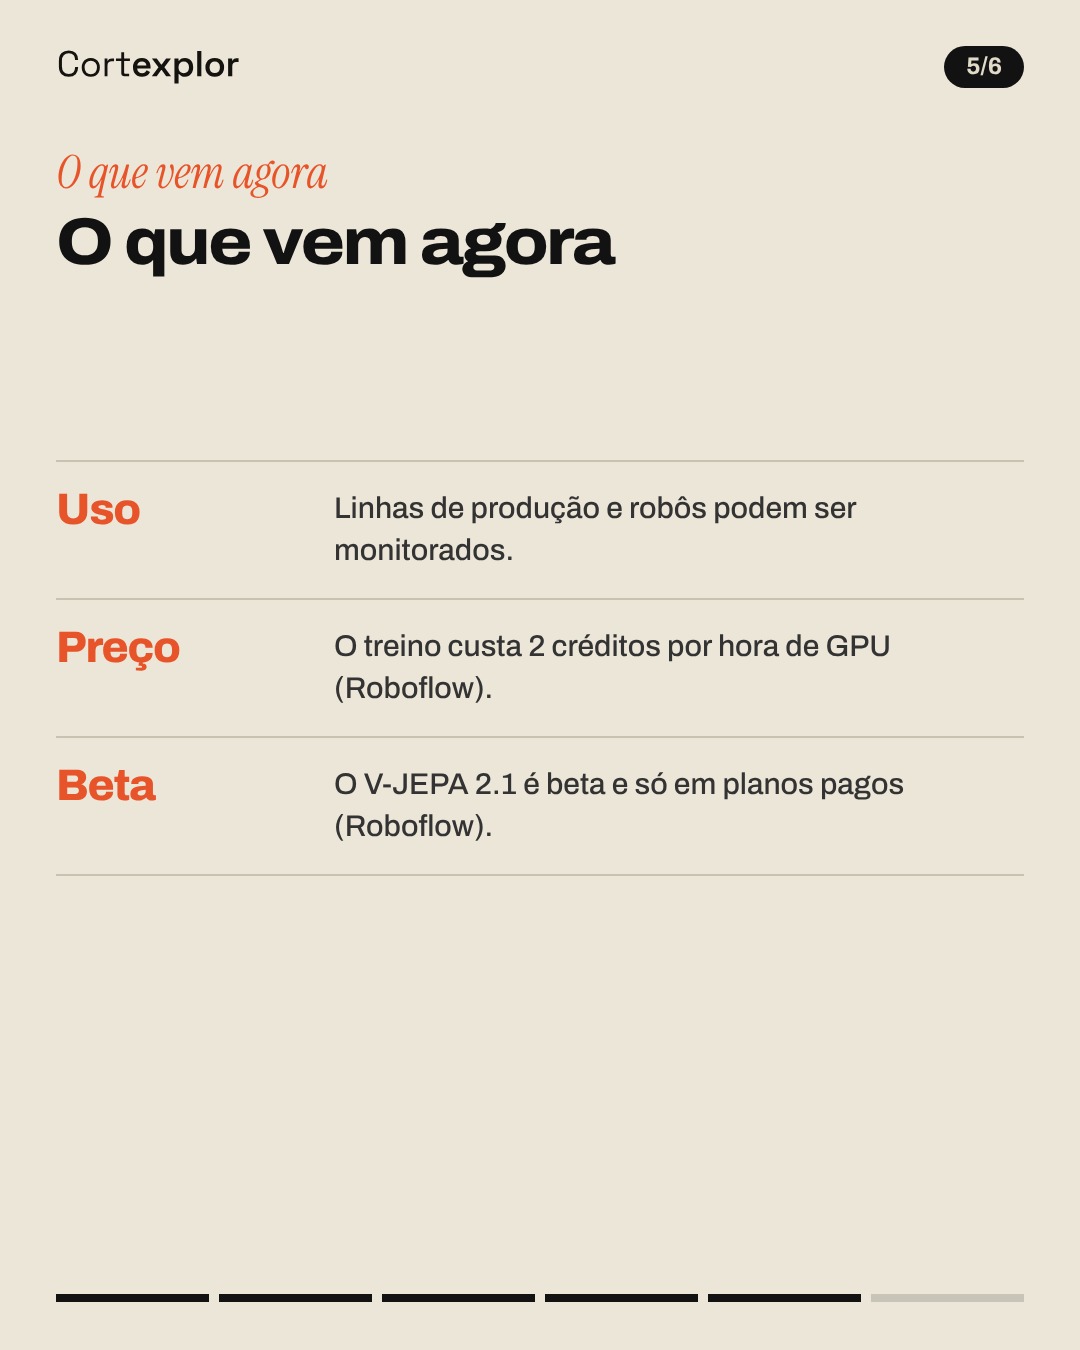 Cortexplor
5/6
O que vem agora
O que vem agora
Uso
Linhas de produção e robôs podem ser
monitorados.
Preço
O treino custa 2 créditos por hora de GPU
(Roboflow).
Beta
O V-JEPA 2.1 é beta e só em planos pagos
(Roboflow).